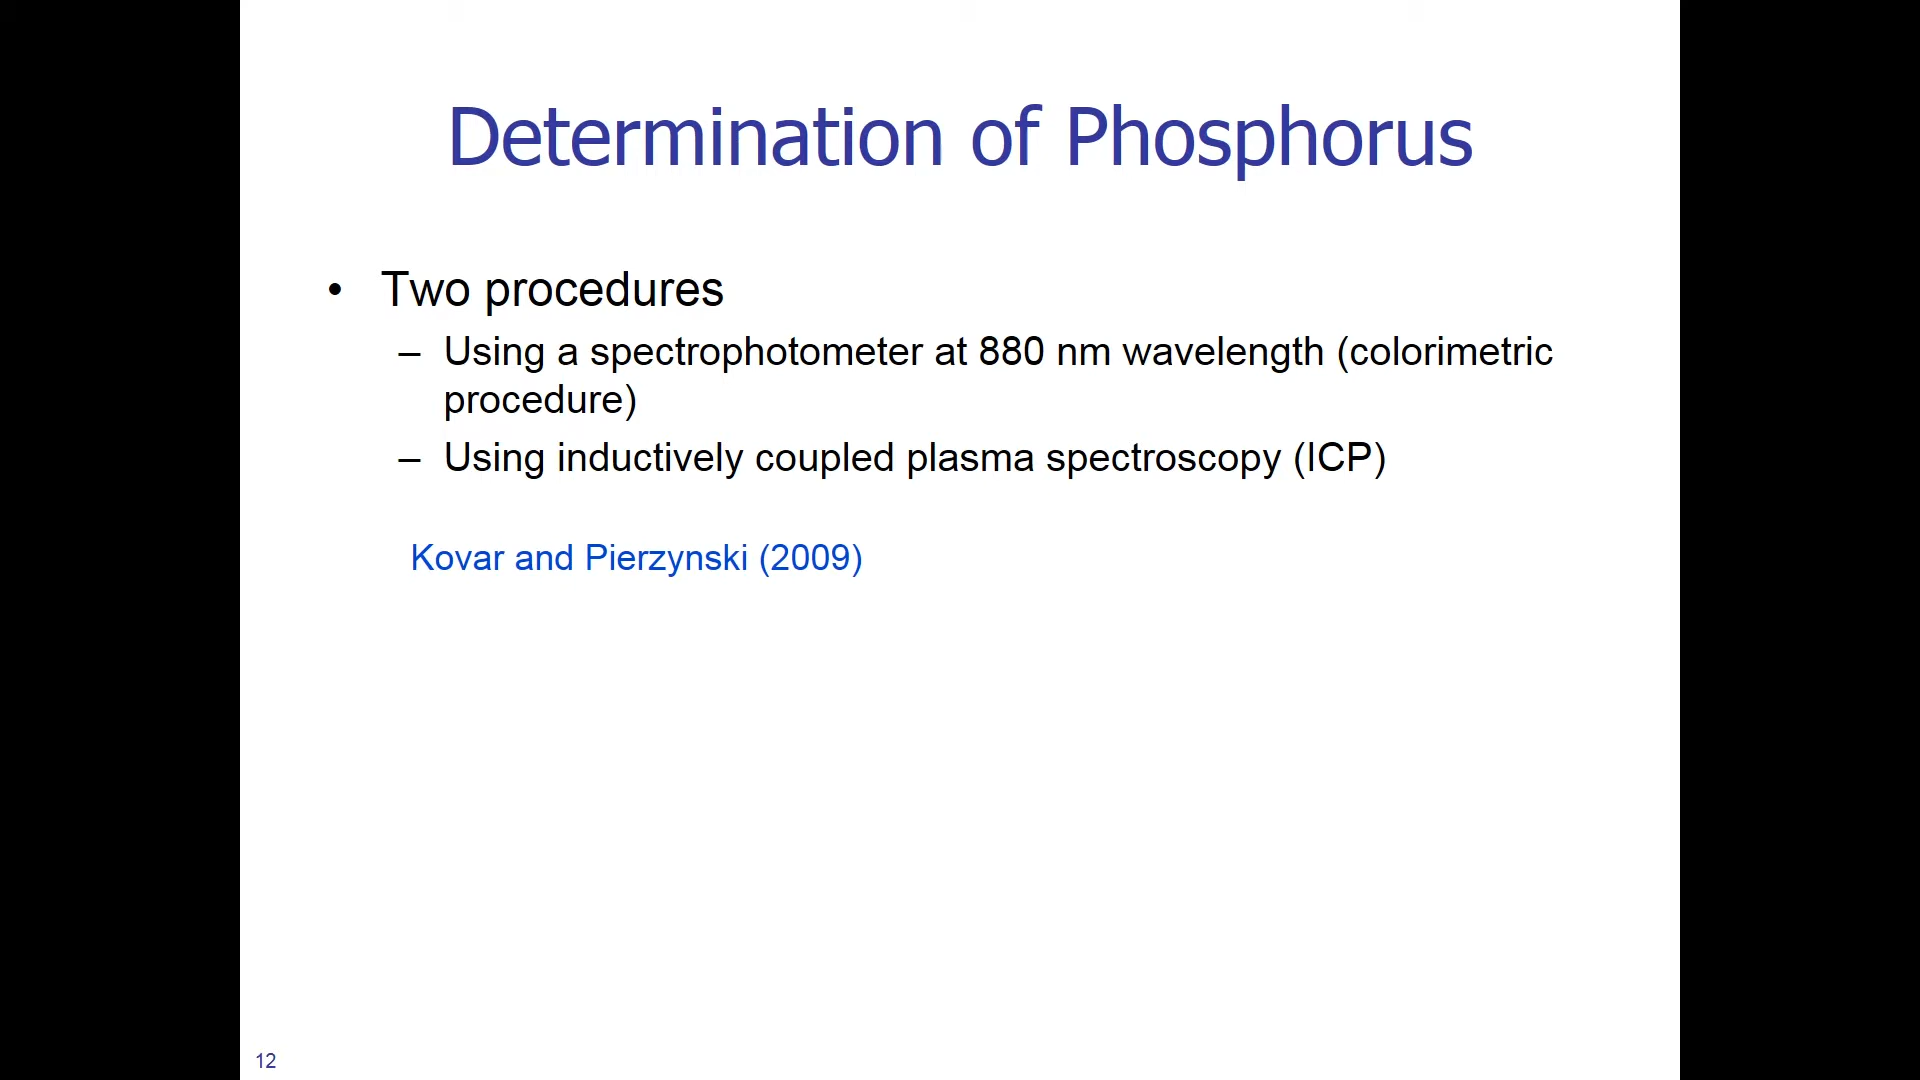 Determination of Phosphorus
• Two procedures
– Using a spectrophotometer at 880 nm wavelength (colorimetric
procedure)
– Using inductively coupled plasma spectroscopy (ICP)
Kovar and Pierzynski (2009)
12